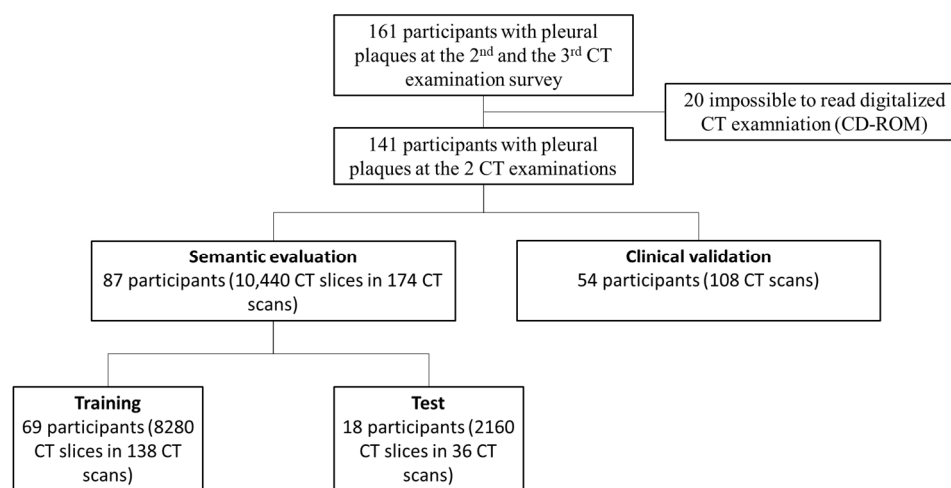 161 participants with pleural
plaques at the 2nd and the 3rd CT
examination survey
20 impossible to read digitalized
CT examniation (CD-ROM)
141 participants with pleural
plaques at the 2 CT examinations
Semantic evaluation
87 participants (10,440 CT slices in 174 CT
scans)
Clinical validation
54 participants (108 CT scans)
Training
69 participants (8280
CT slices in 138 CT
scans)
Test
18 participants (2160
CT slices in 36 CT
scans)